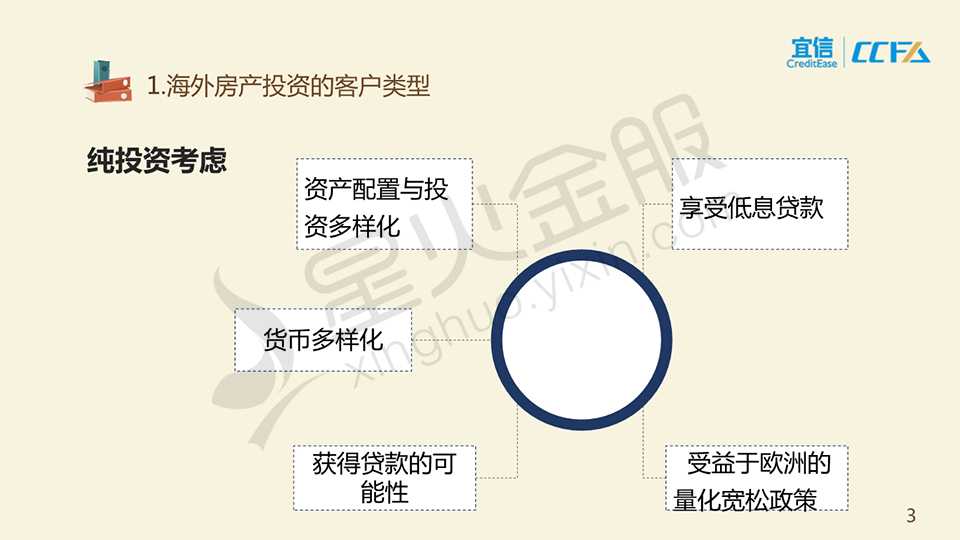 宜信
CreditEase
CCFA
1.海外房产投资的客户类型
纯投资考虑
资产配置与投
资多样化
享受低息贷款
货币多样化
获得贷款的可
能性
受益于欧洲的
量化宽松政策
星火金服
xinghuo.yixin.com
3